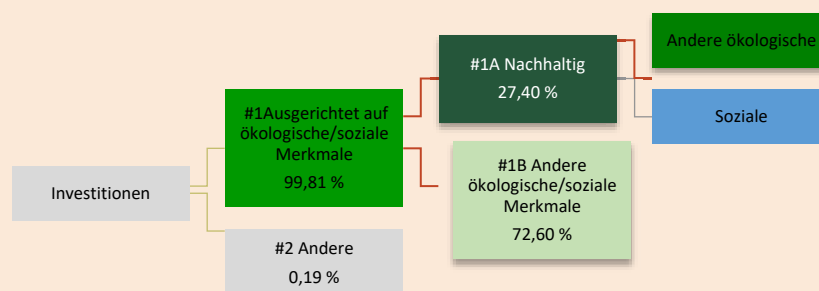 Investitionen
#1Ausgerichtet auf
ökologische/soziale
Merkmale
99,81 %
#2 Andere
0,19 %
#1A Nachhaltig
27,40 %
#1B Andere
ökologische/soziale
Merkmale
72,60 %
Andere ökologische
Soziale